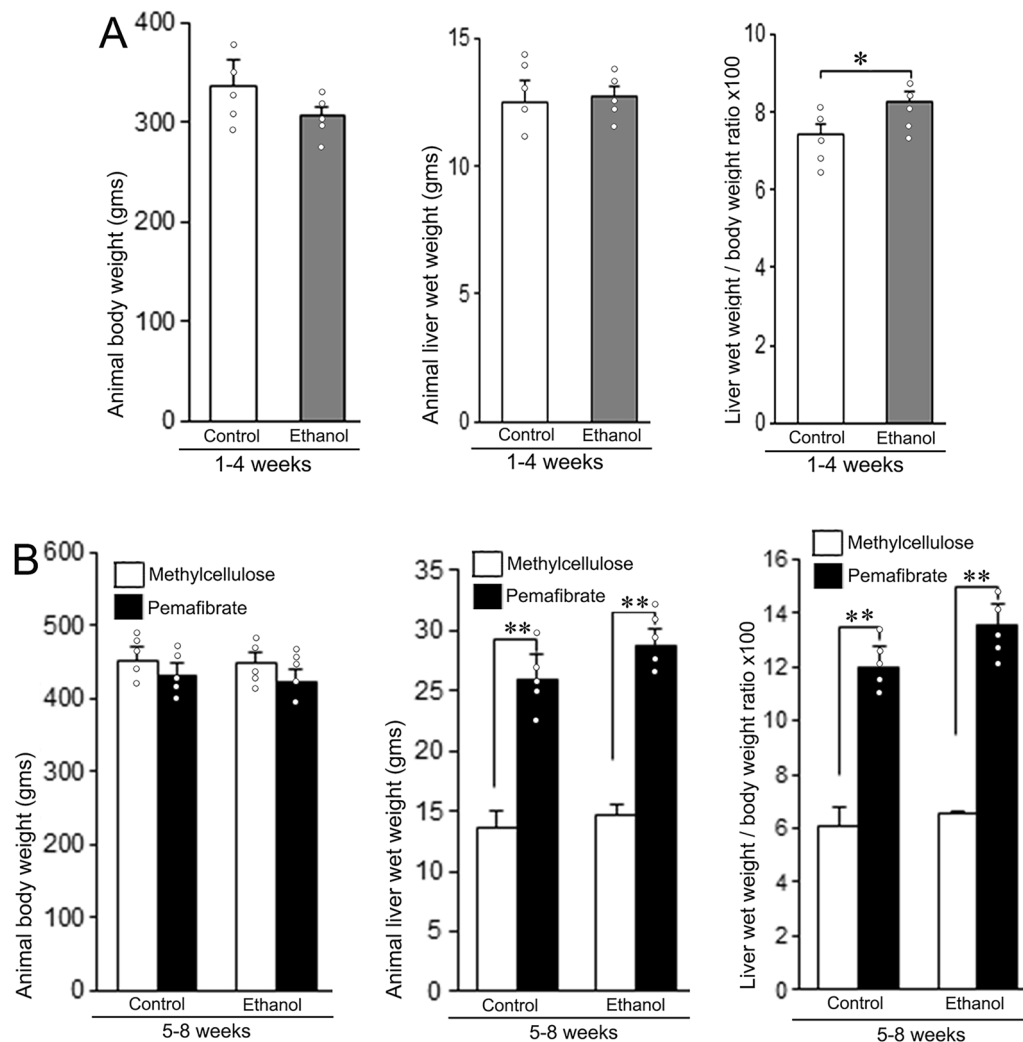 A
Animal body weight (gms)
400
300
200
100
0
Control Ethanol
1-4 weeks
Animal liver wet weight (gms)
15
10
5
0
Control Ethanol
1-4 weeks
Liver wet weight / body weight ratio x100
10
8
6
4
2
0
*
Control Ethanol
1-4 weeks
B
Animal body weight (gms)
600
500
400
300
200
100
0
Methylcellulose
Pemafibrate
Control Ethanol
5-8 weeks
Animal liver wet weight (gms)
35
30
25
20
15
10
5
0
Methylcellulose
Pemafibrate
** **
Control Ethanol
5-8 weeks
Liver wet weight / body weight ratio x100
16
14
12
10
8
6
4
2
0
Methylcellulose
Pemafibrate
** **
Control Ethanol
5-8 weeks